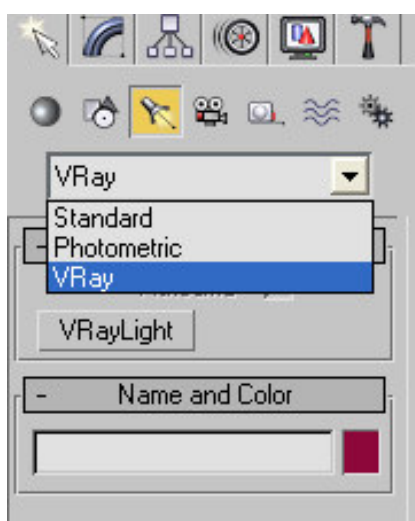 VRay
Standard
Photometric
VRay
VRayLight
- Name and Color